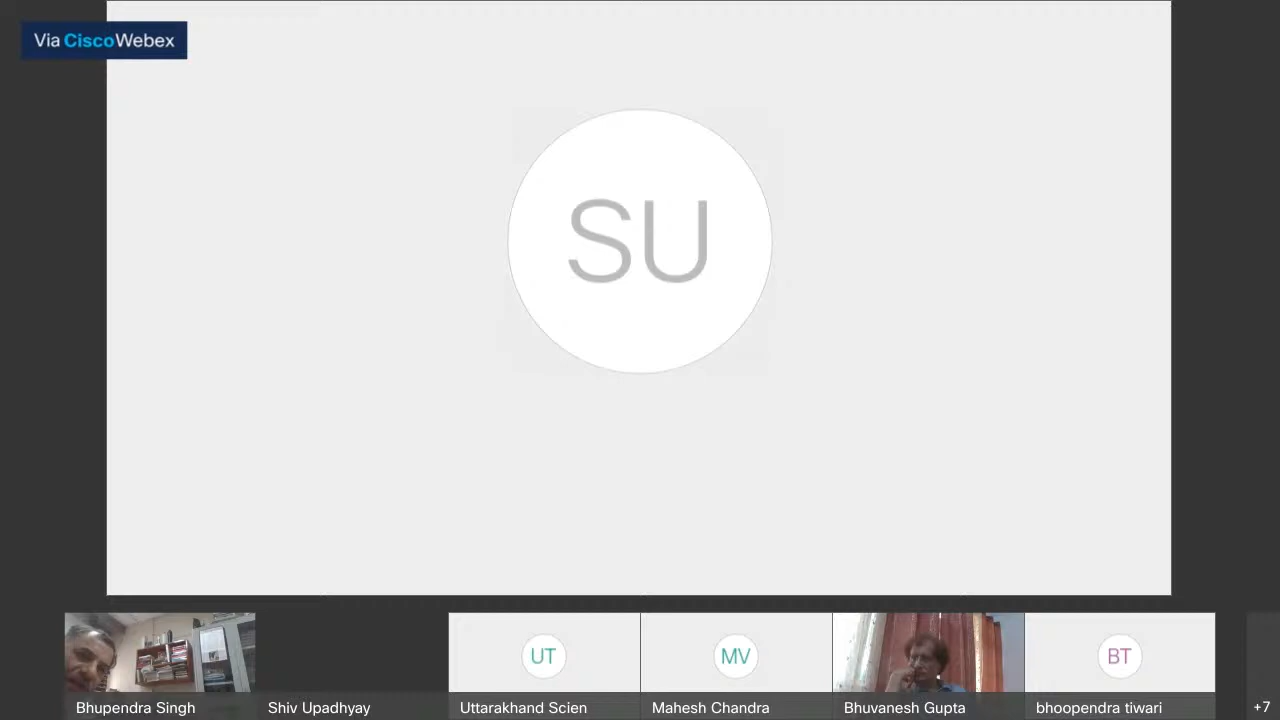 Via CiscoWebex
SU
UT
MV
BT
Bhupendra Singh
Shiv Upadhyay
Uttarakhand Scien
Mahesh Chandra
Bhuvanesh Gupta
bhoopendra tiwari
+7